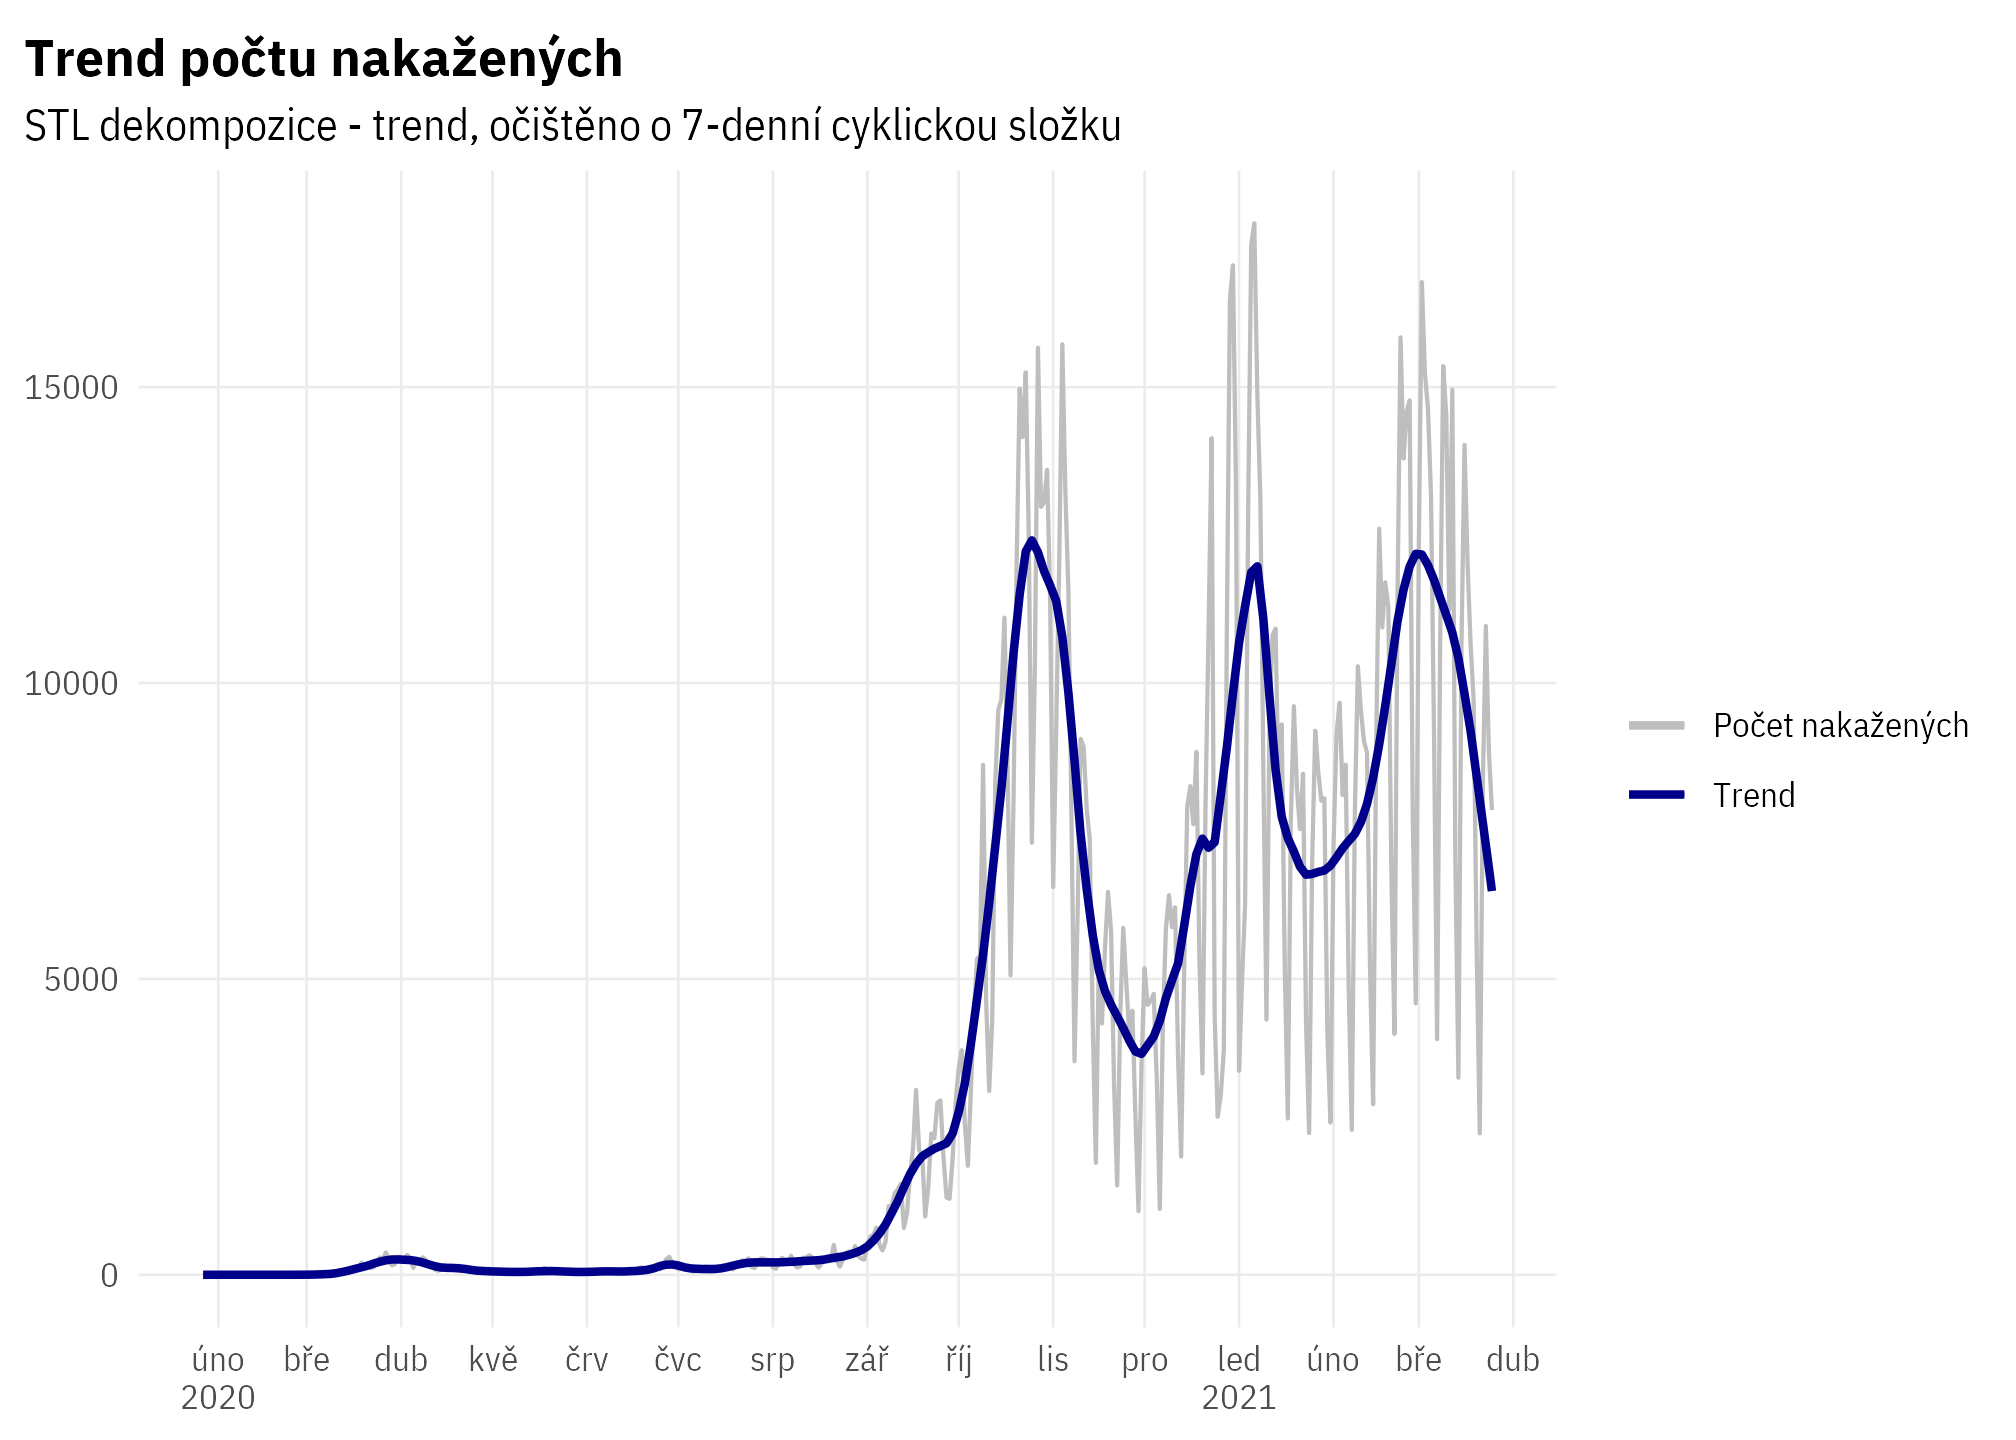 Trend počtu nakažených
STL dekompozice - trend, očištěno o 7-denní cyklickou složku
15000
10000
5000
0
Počet nakažených
Trend
úno bře dub kvě črv čvc srp zář říj lis pro led úno bře dub
2020 2021